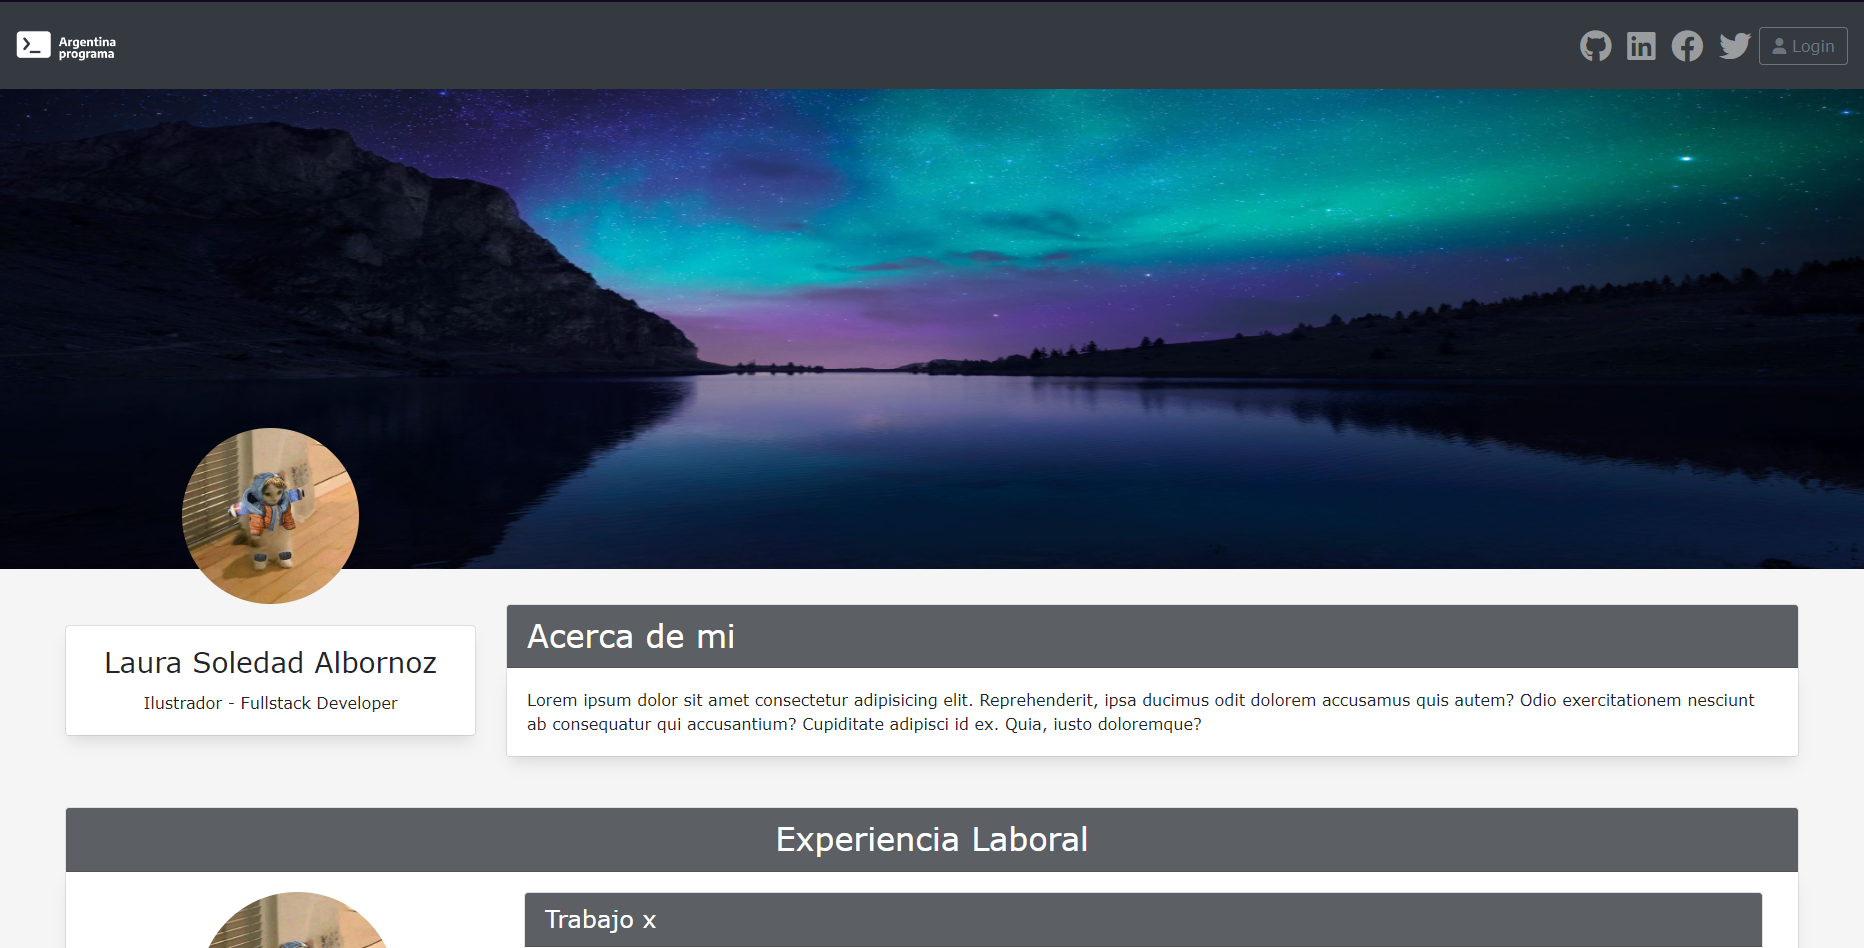 Argentina
programa
Login
Laura Soledad Albornoz
Ilustrador - Fullstack Developer
Acerca de mi
Lorem ipsum dolor sit amet consectetur adipisicing elit. Reprehenderit, ipsa ducimus odit dolorem accusamus quis autem? Odio exercitationem nesciunt
ab consequatur qui accusantium? Cupiditate adipisci id ex. Quia, iusto doloremque?
Experiencia Laboral
Trabajo x